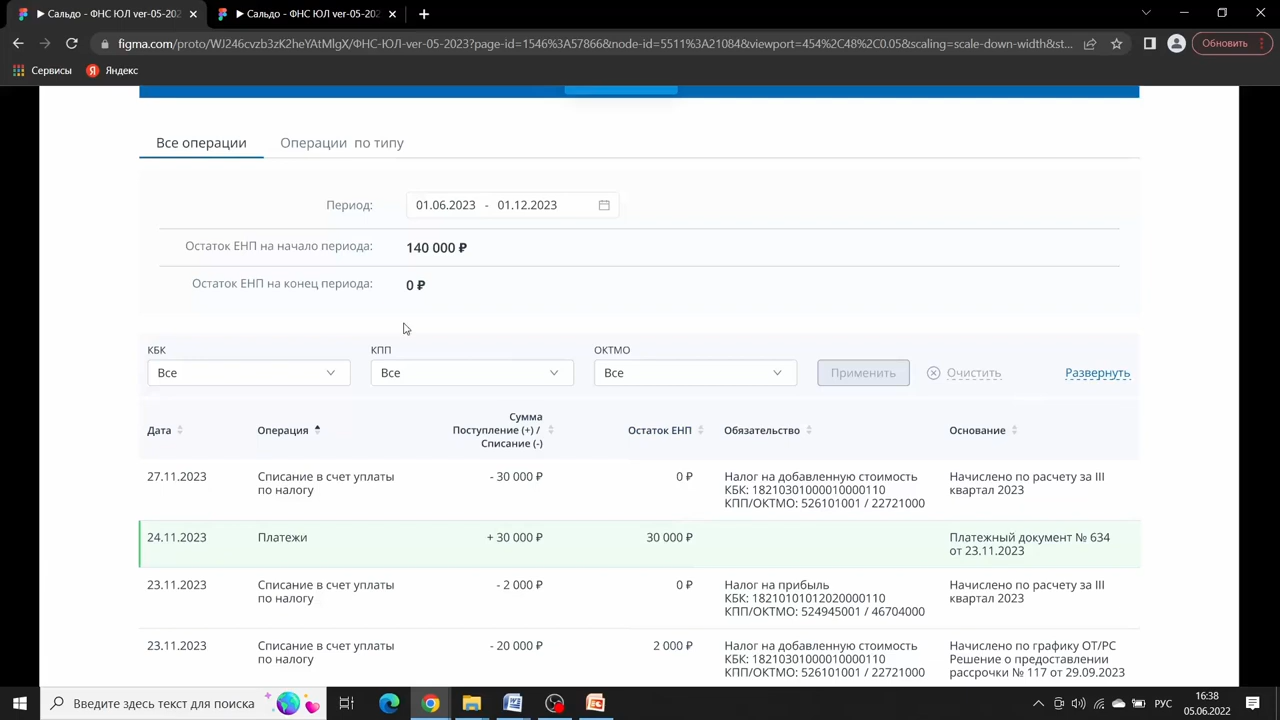 ▶ Сальдо - ФНС ЮЛ ver-05-202
▶ Сальдо - ФНС ЮЛ ver-05-202
figma.com/proto/WJ246cvzb3zK2heYAtMlgX/ФНС-ЮЛ-ver-05-2023?page-id=1546%3A57866&node-id=5511%3A21084&viewport=454%2C48%2C0.05&scaling=scale-down-width&st...
Обновить
Сервисы
Яндекс
Все операции
Операции по типу
Период:
01.06.2023 - 01.12.2023
Остаток ЕНП на начало периода:
140 000 ₽
Остаток ЕНП на конец периода:
0 ₽
КБК
КПП
ОКТМО
Все
Все
Все
Применить
Очистить
Развернуть
Дата
Операция
Сумма
Поступление (+) /
Списание (-)
Остаток ЕНП
Обязательство
Основание
27.11.2023
Списание в счет уплаты
по налогу
- 30 000 ₽
0 ₽
Налог на добавленную стоимость
КБК: 18210301000010000110
КПП/ОКТМО: 526101001 / 22721000
Начислено по расчету за III
квартал 2023
24.11.2023
Платежи
+ 30 000 ₽
30 000 ₽
Платежный документ № 634
от 23.11.2023
23.11.2023
Списание в счет уплаты
по налогу
- 2 000 ₽
0 ₽
Налог на прибыль
КБК: 18210101012020000110
КПП/ОКТМО: 524945001 / 46704000
Начислено по расчету за III
квартал 2023
23.11.2023
Списание в счет уплаты
по налогу
- 20 000 ₽
2 000 ₽
Налог на добавленную стоимость
КБК: 18210301000010000110
КПП/ОКТМО: 526101001 / 22721000
Начислено по графику ОТ/РС
Решение о предоставлении
рассрочки № 117 от 29.09.2023
Введите здесь текст для поиска
РУС
16:38
05.06.2022